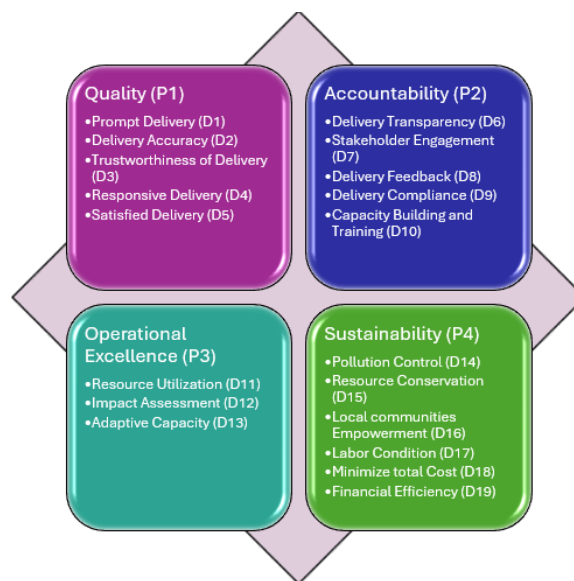 Quality (P1)
•Prompt Delivery (D1)
•Delivery Accuracy (D2)
•Trustworthiness of Delivery
(D3)
•Responsive Delivery (D4)
•Satisfied Delivery (D5)
Accountability (P2)
•Delivery Transparency (D6)
•Stakeholder Engagement
(D7)
•Delivery Feedback (D8)
•Delivery Compliance (D9)
•Capacity Building and
Training (D10)
Operational
Excellence (P3)
•Resource Utilization (D11)
•Impact Assessment (D12)
•Adaptive Capacity (D13)
Sustainability (P4)
•Pollution Control (D14)
•Resource Conservation
(D15)
•Local communities
Empowerment (D16)
•Labor Condition (D17)
•Minimize total Cost (D18)
•Financial Efficiency (D19)